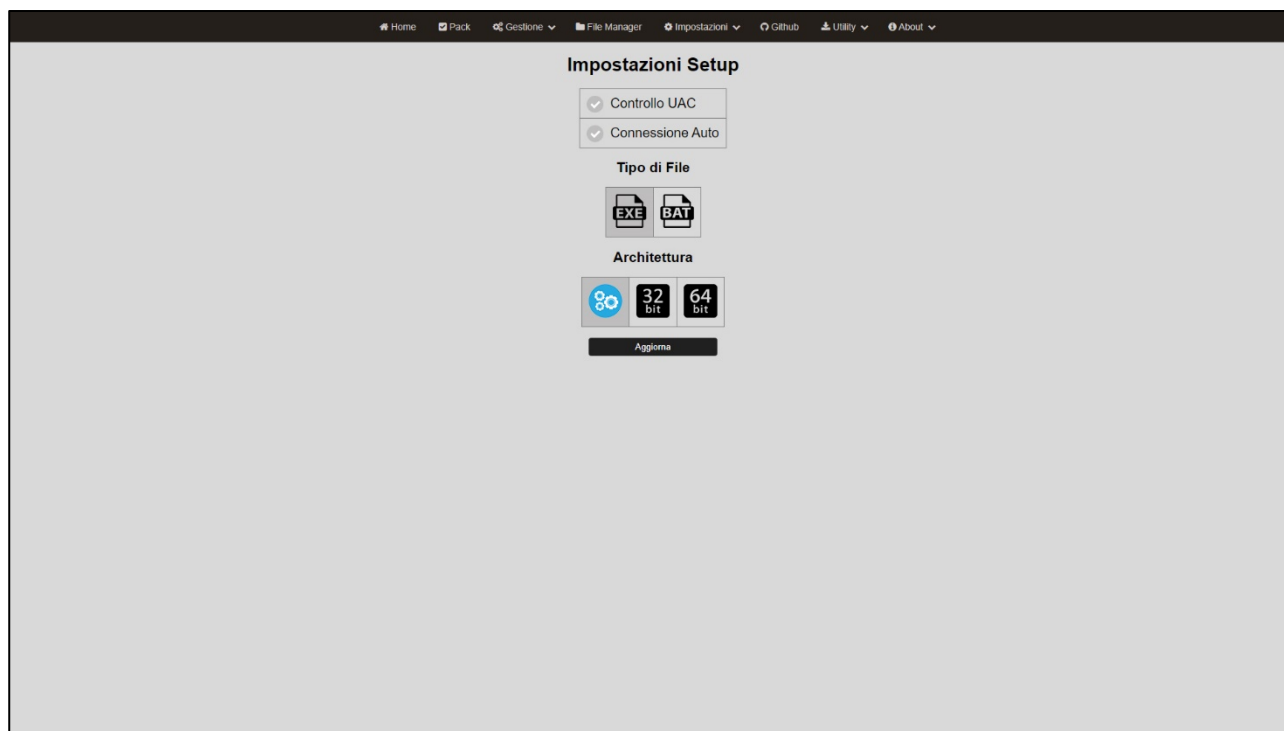 Home Pack Gestione File Manager Impostazioni Github Utility About
Impostazioni Setup
Controllo UAC
Connessione Auto
Tipo di File
EXE BAT
Architettura
32 bit 64 bit
Aggiorna